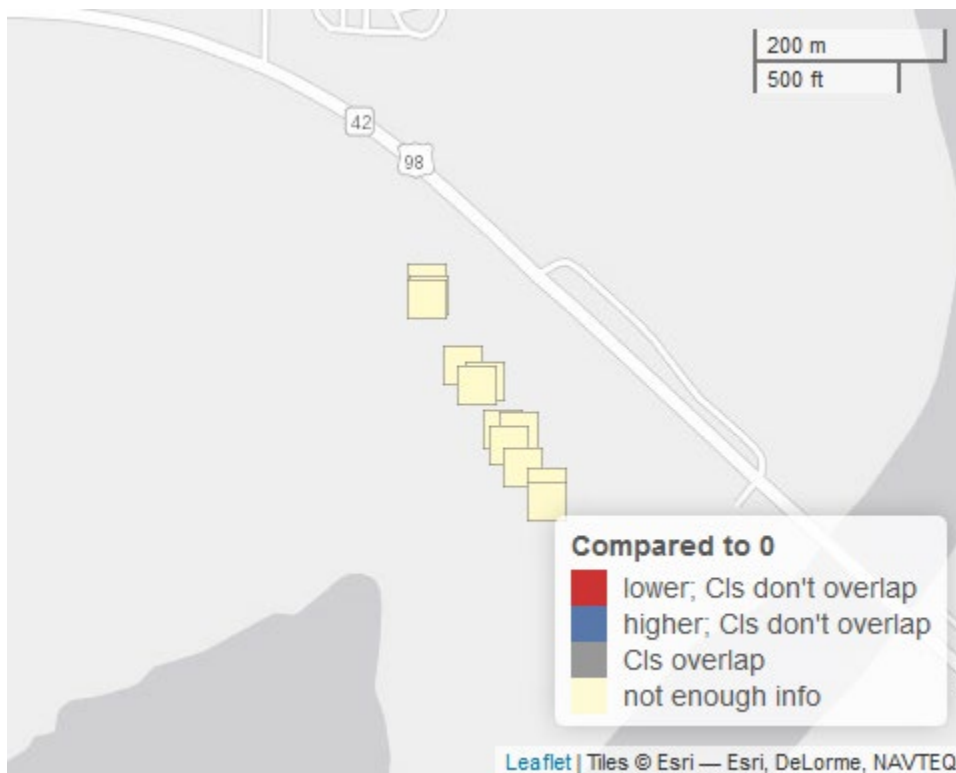 200 m
500 ft
42
98
Compared to 0
lower; CIs don't overlap
higher; CIs don't overlap
CIs overlap
not enough info
Leaflet | Tiles © Esri — Esri, DeLorme, NAVTEQ